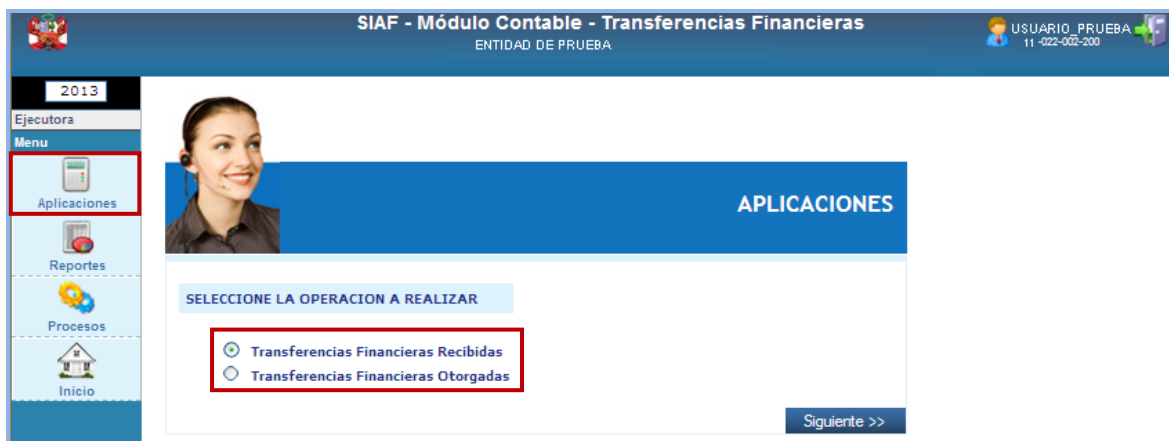 SIAF - Módulo Contable - Transferencias Financieras
ENTIDAD DE PRUEBA
USUARIO_PRUEBA
11 -022-002-200
2013
Ejecutora
Menu
Aplicaciones
Reportes
Procesos
Inicio
APLICACIONES
SELECCIONE LA OPERACION A REALIZAR
Transferencias Financieras Recibidas
Transferencias Financieras Otorgadas
Siguiente >>